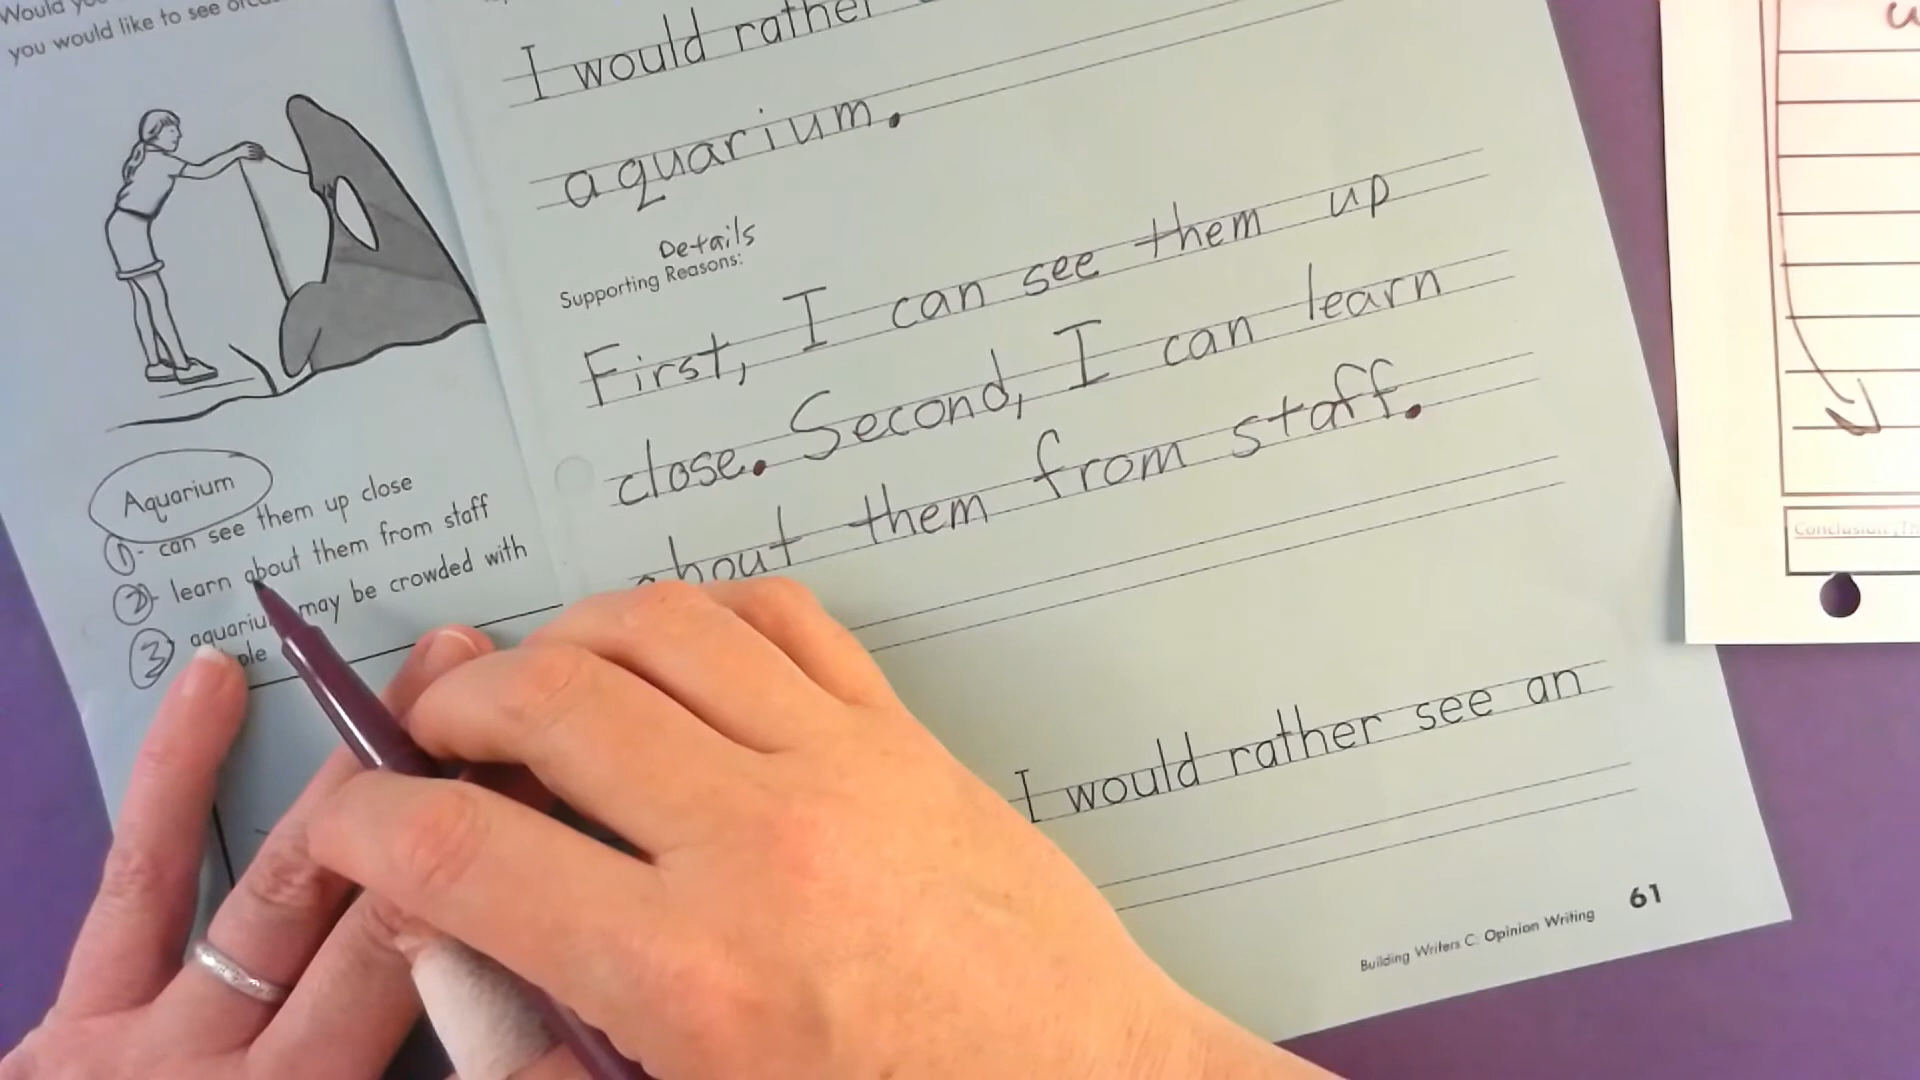 Would you
you would like to see
Aquarium
1 - can see them up close
2 - learn about them from staff
3 - may be crowded with
I would rather
aquarium.
Details
Supporting Reasons:
First, I can see them up
close. Second, I can learn
about them from staff.
I would rather see an
Building Writers C: Opinion Writing 61